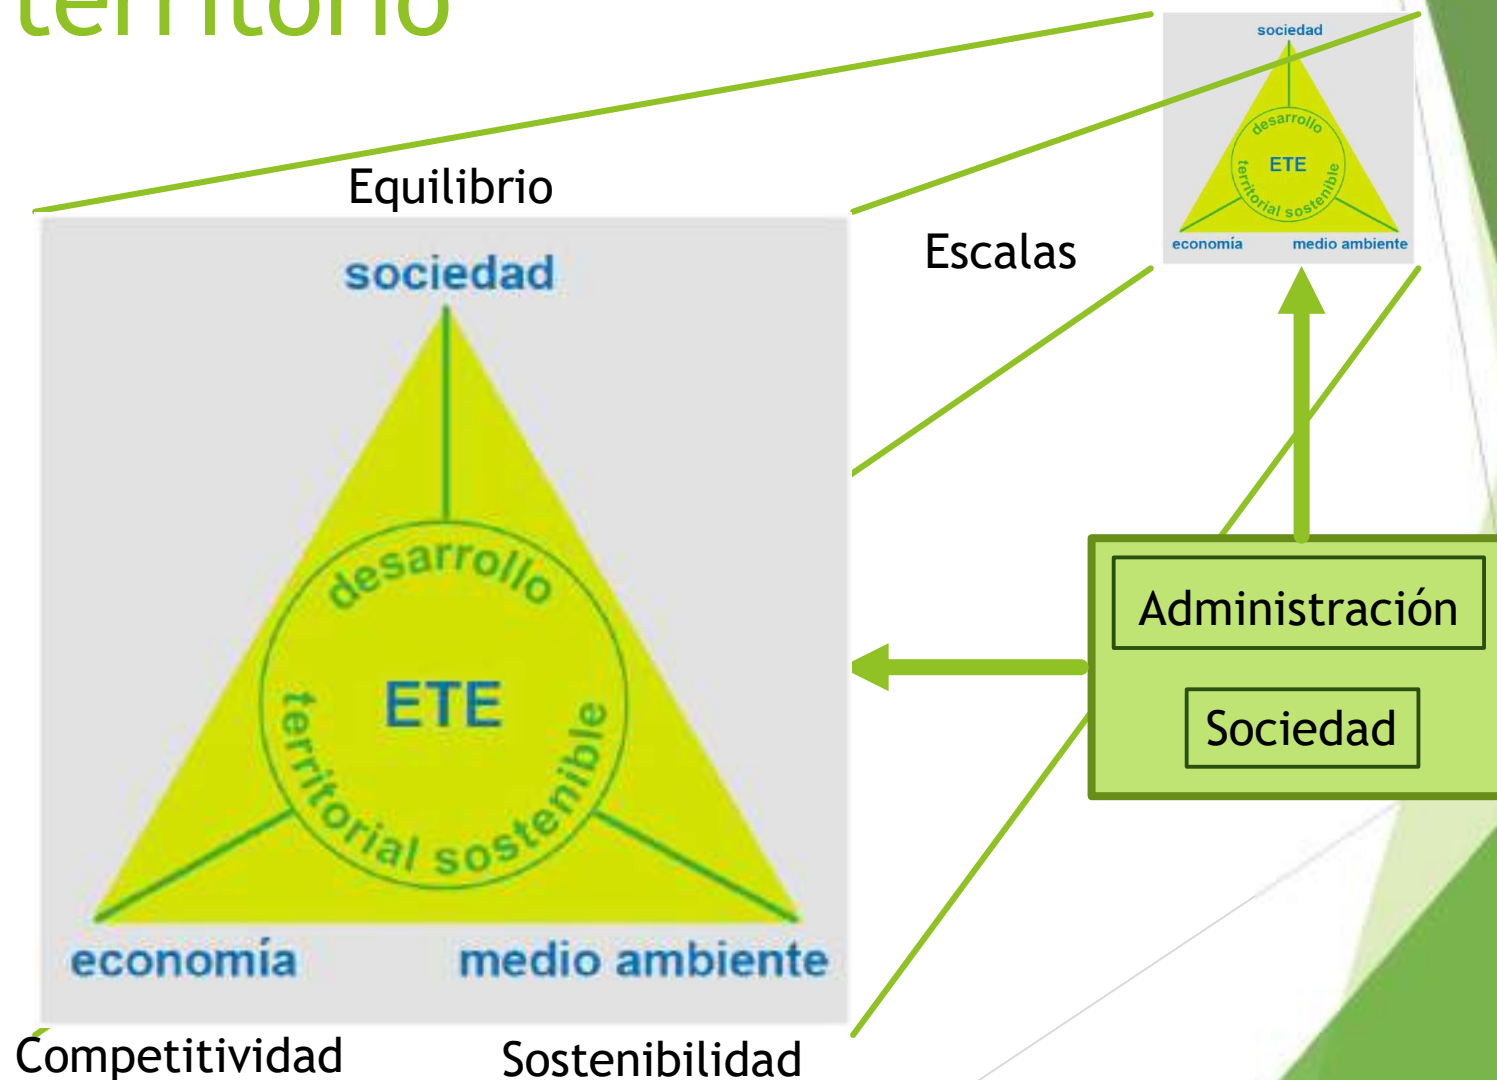 territorio
sociedad
desarrollo
ETE
territorial sostenible
economía
medio ambiente
Equilibrio
Escalas
sociedad
desarrollo
ETE
territorial sostenible
economía
medio ambiente
Administración
Sociedad
Competitividad
Sostenibilidad